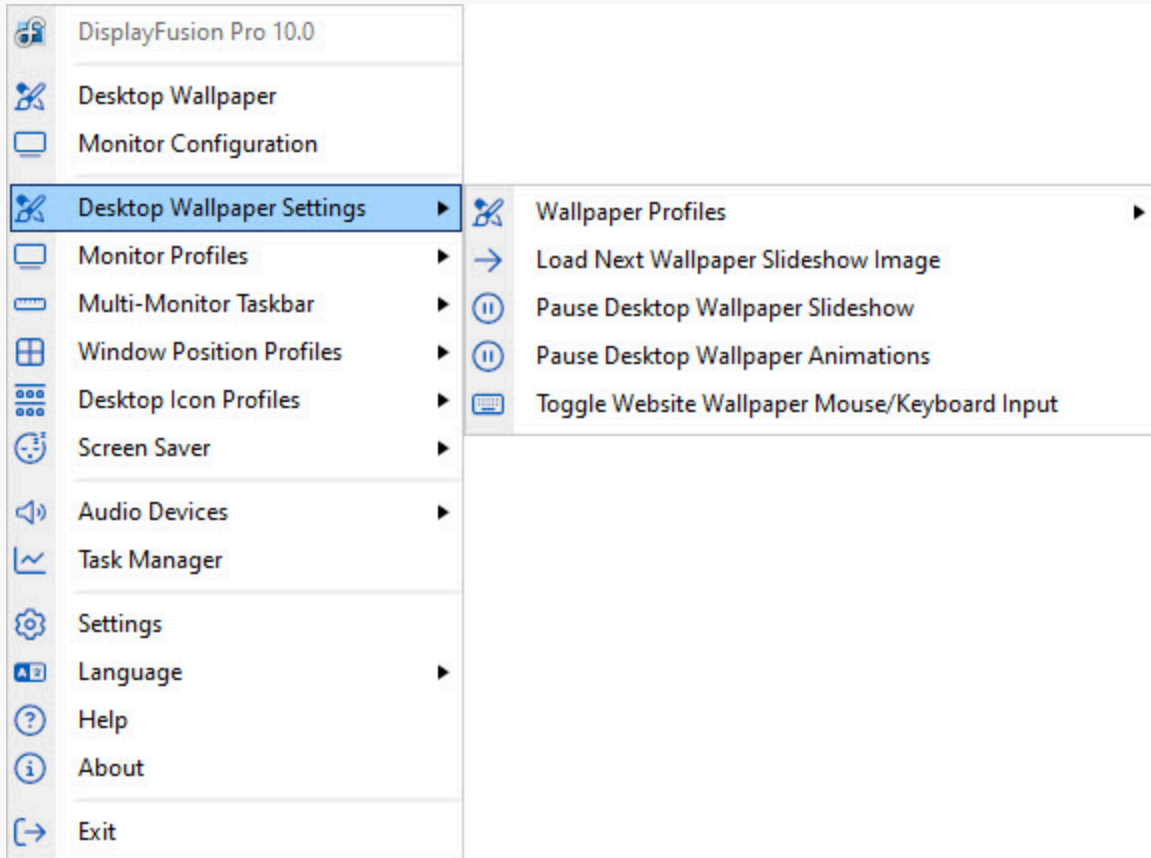 DisplayFusion Pro 10.0
Desktop Wallpaper
Monitor Configuration
Desktop Wallpaper Settings
Monitor Profiles
Multi-Monitor Taskbar
Window Position Profiles
Desktop Icon Profiles
Screen Saver
Audio Devices
Task Manager
Settings
Language
Help
About
Exit
Wallpaper Profiles
Load Next Wallpaper Slideshow Image
Pause Desktop Wallpaper Slideshow
Pause Desktop Wallpaper Animations
Toggle Website Wallpaper Mouse/Keyboard Input